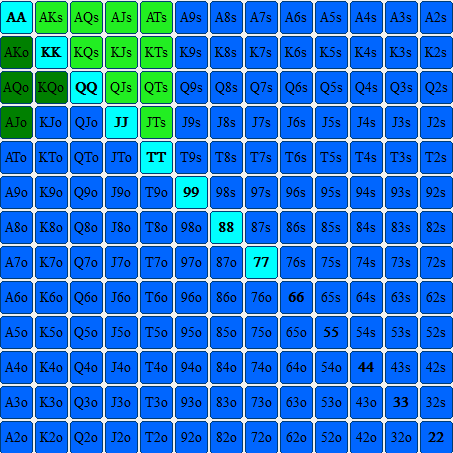 AA AKs AQs AJs ATs A9s A8s A7s A6s A5s A4s A3s A2s
AKo KK KQs KJs KTs K9s K8s K7s K6s K5s K4s K3s K2s
AQo KQo QQ QJs QTs Q9s Q8s Q7s Q6s Q5s Q4s Q3s Q2s
AJo KJo QJo JJ JTs J9s J8s J7s J6s J5s J4s J3s J2s
ATo KTo QTo JTo TT T9s T8s T7s T6s T5s T4s T3s T2s
A9o K9o Q9o J9o T9o 99 98s 97s 96s 95s 94s 93s 92s
A8o K8o Q8o J8o T8o 98o 88 87s 86s 85s 84s 83s 82s
A7o K7o Q7o J7o T7o 97o 87o 77 76s 75s 74s 73s 72s
A6o K6o Q6o J6o T6o 96o 86o 76o 66 65s 64s 63s 62s
A5o K5o Q5o J5o T5o 95o 85o 75o 65o 55 54s 53s 52s
A4o K4o Q4o J4o T4o 94o 84o 74o 64o 54o 44 43s 42s
A3o K3o Q3o J3o T3o 93o 83o 73o 63o 53o 43o 33 32s
A2o K2o Q2o J2o T2o 92o 82o 72o 62o 52o 42o 32o 22